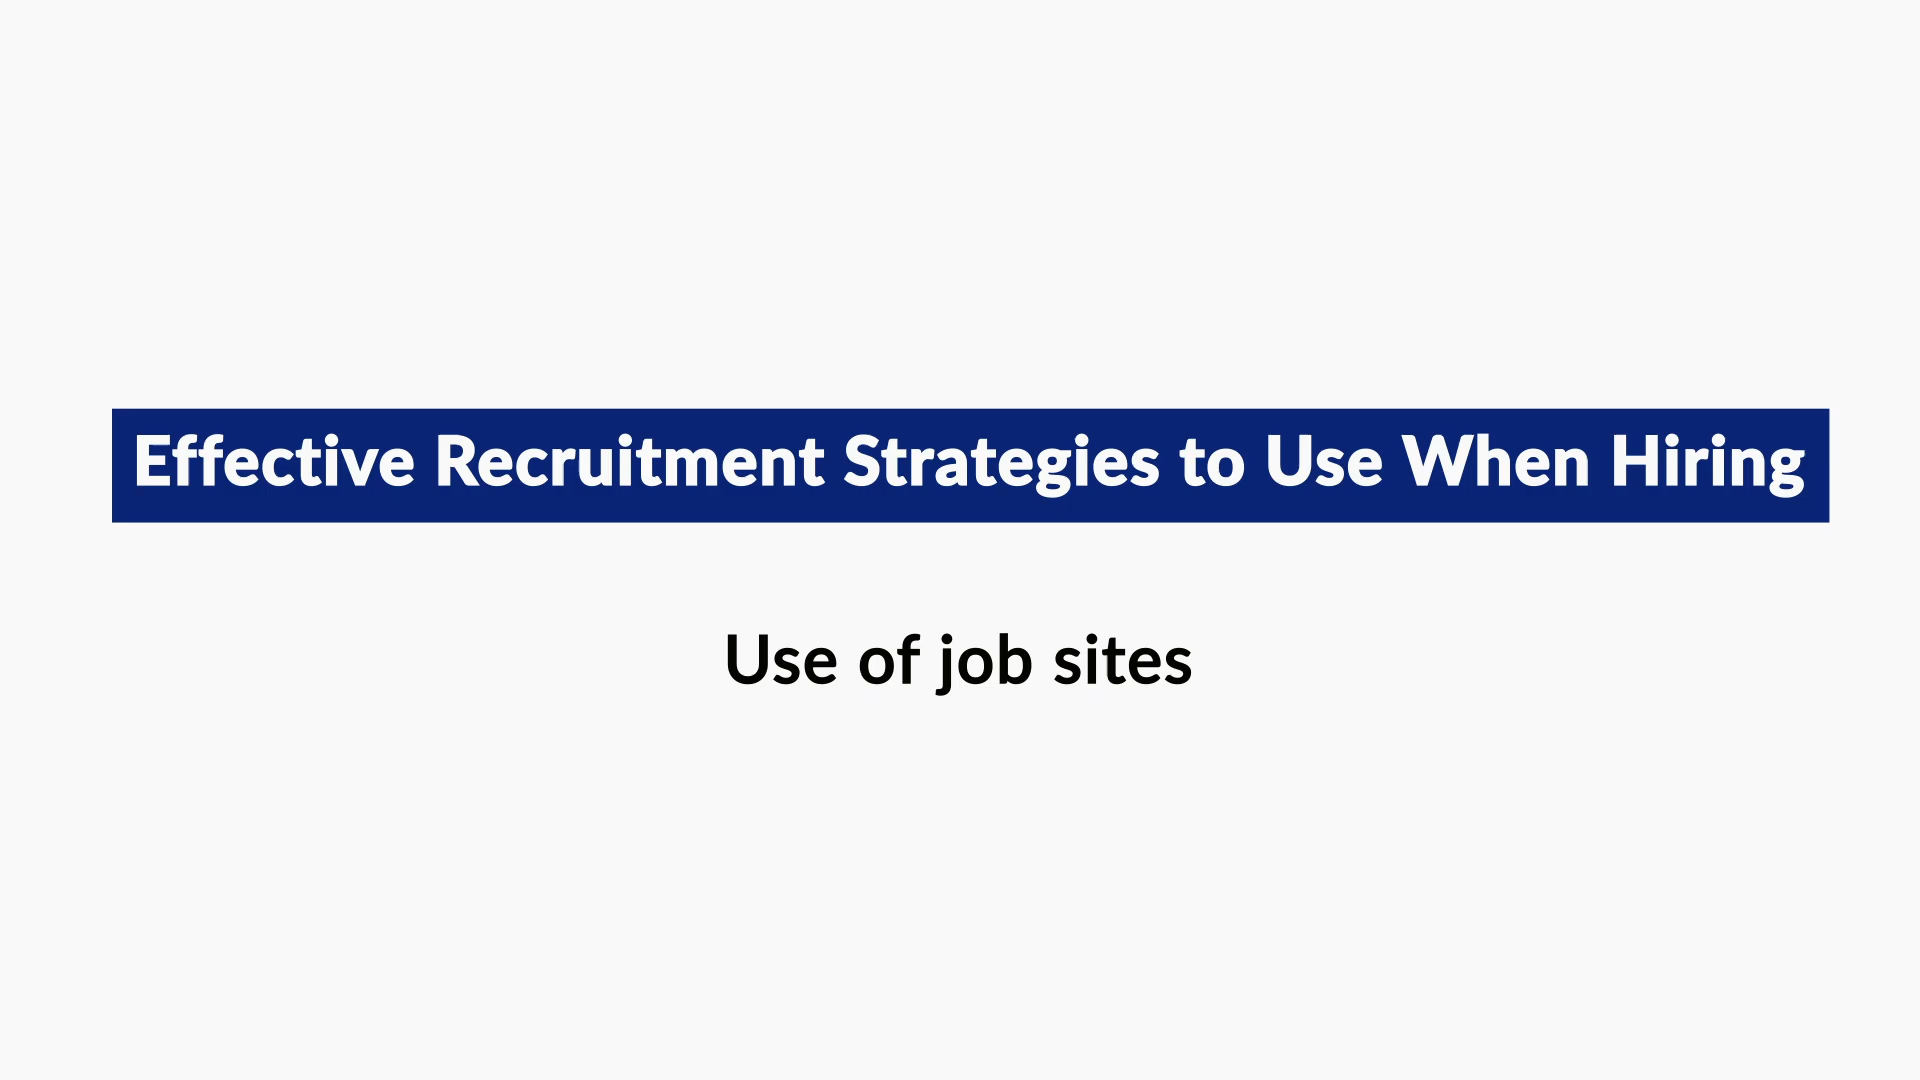 Effective Recruitment Strategies to Use When Hiring
Use of job sites